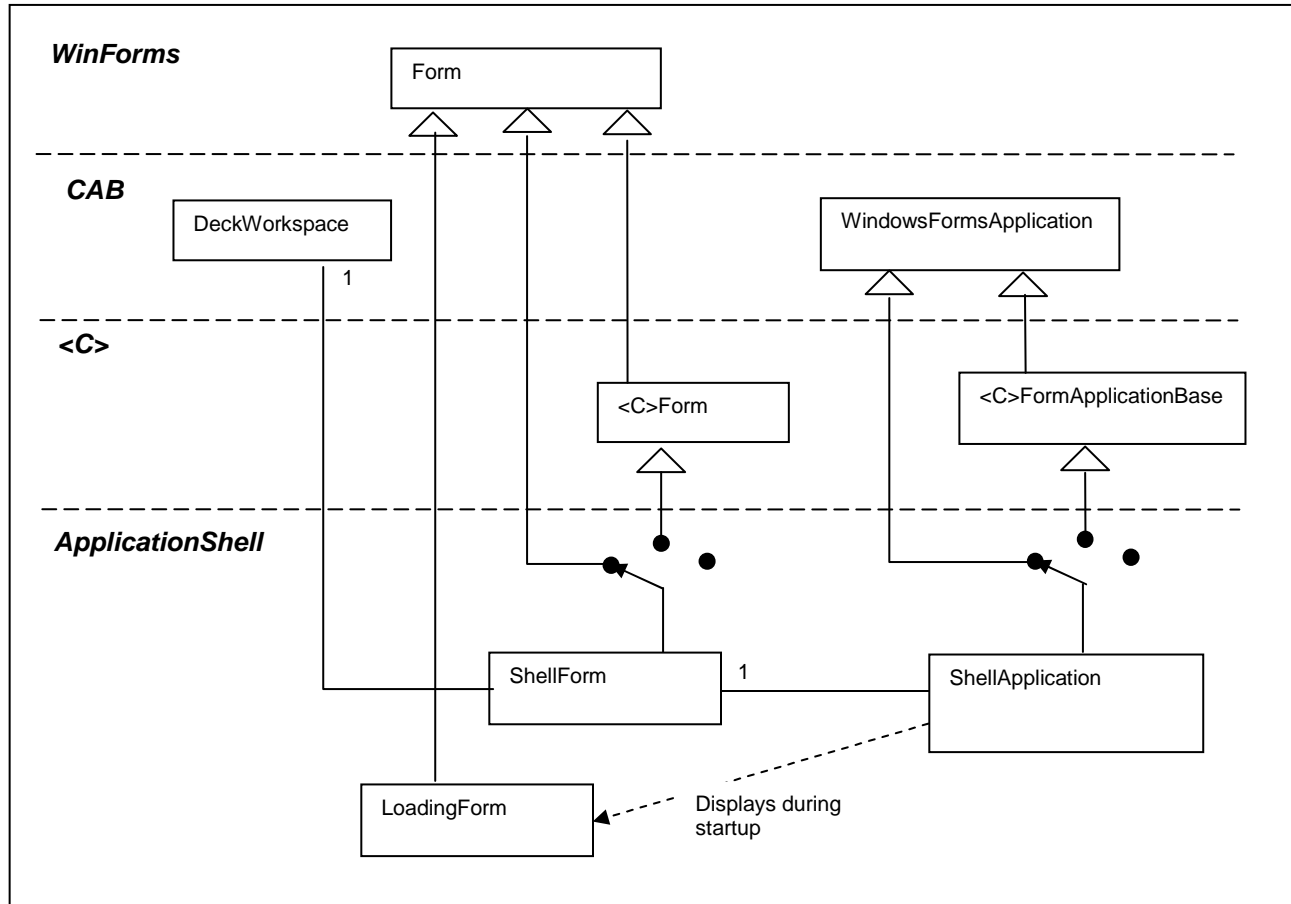 WinForms
Form
CAB
DeckWorkspace
1
WindowsFormsApplication
<C>
<C>Form
<C>FormApplicationBase
ApplicationShell
ShellForm
1
ShellApplication
LoadingForm
Displays during
startup